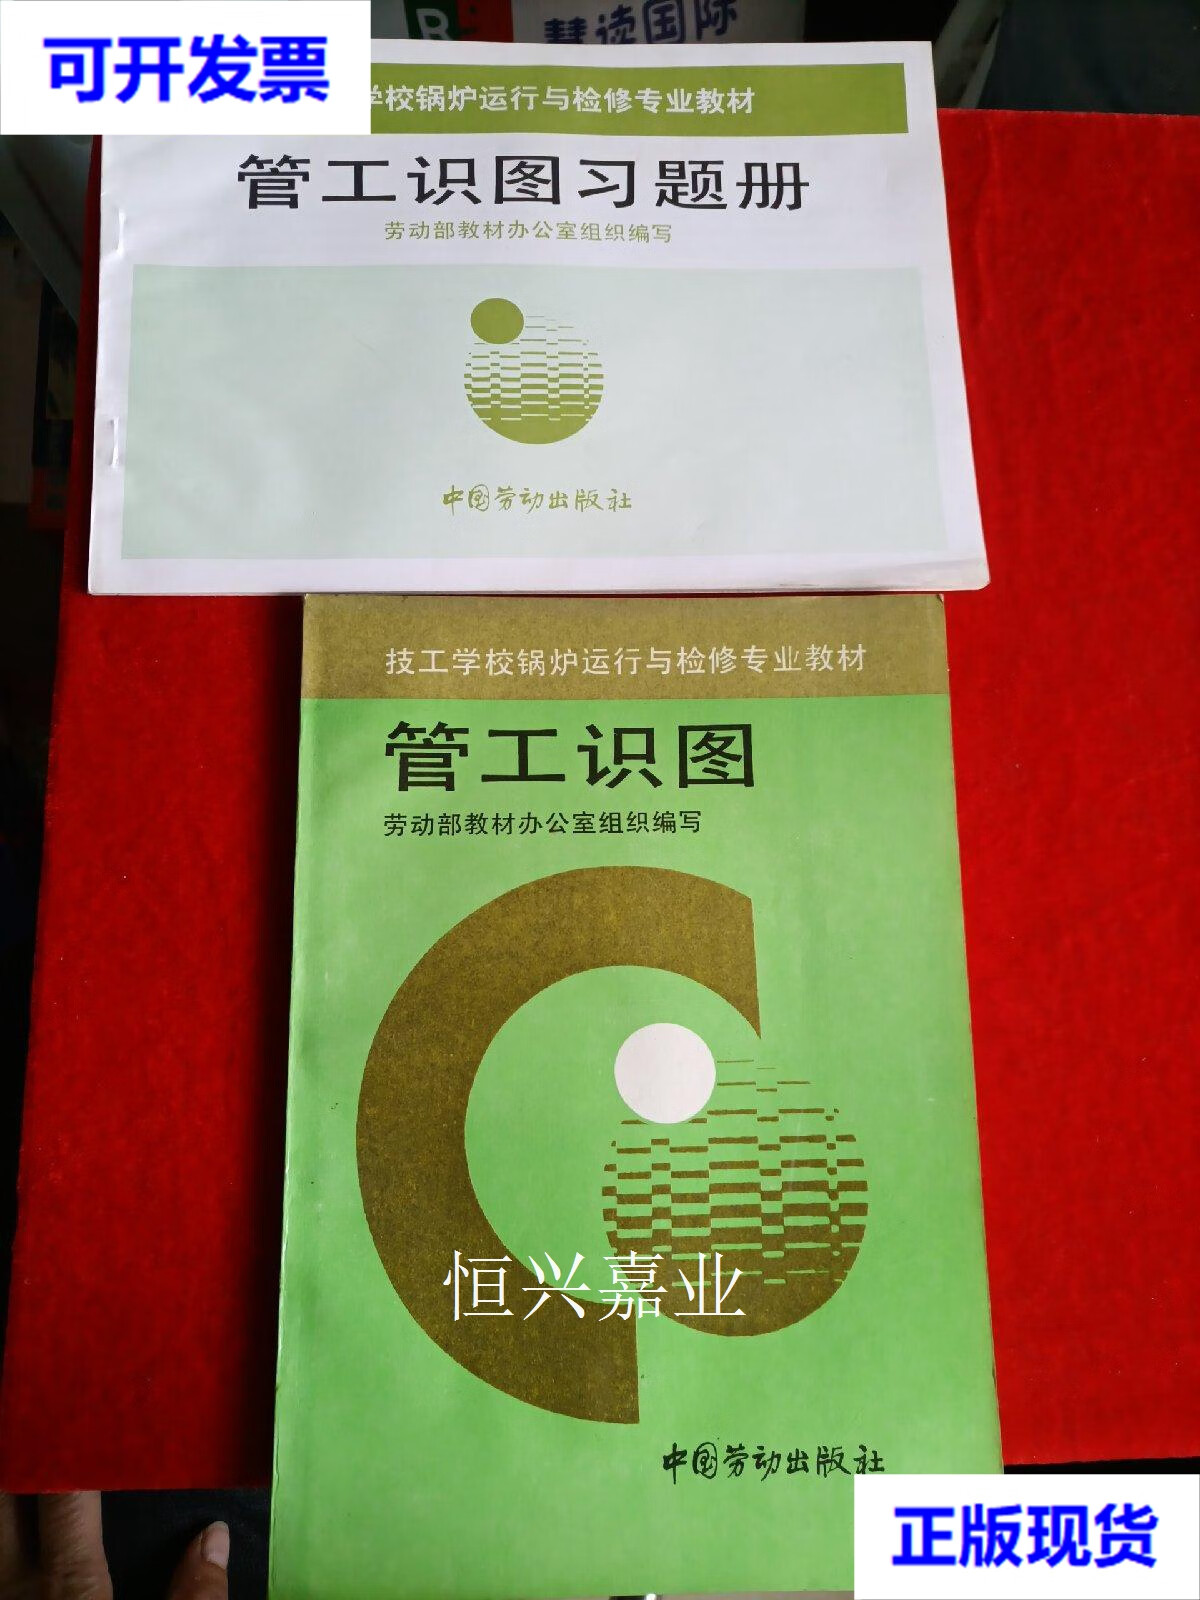 可开发票
R
慧读国际
学校锅炉运行与检修专业教材
管工识图习题册
劳动部教材办公室组织编写
中国劳动出版社
技工学校锅炉运行与检修专业教材
管工识图
劳动部教材办公室组织编写
恒兴嘉业
中国劳动出版社
正版现货